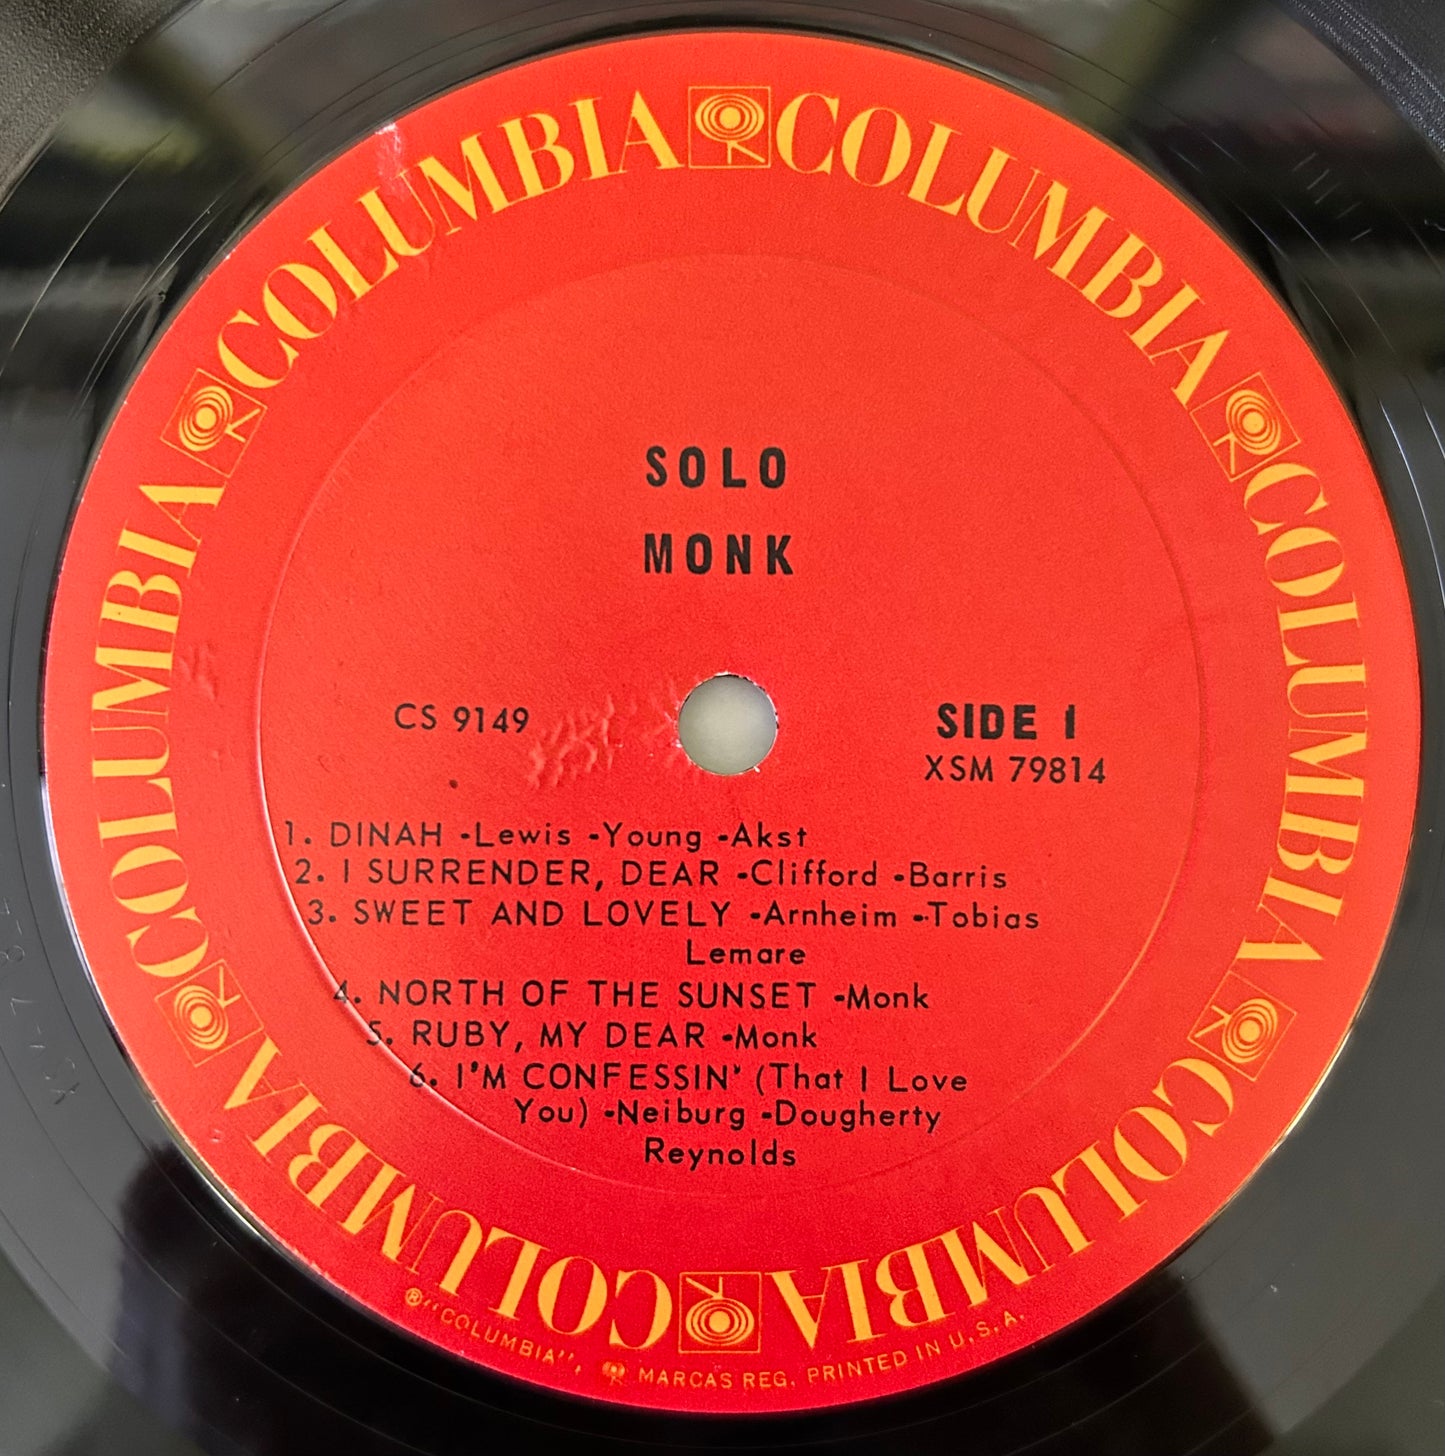 COLUMBIA COLUMBIA COLUMBIA COLUMBIA COLUMBIA COLUMBIA
SOLO
MONK
CS 9149
SIDE 1
XSM 79814
1. DINAH -Lewis -Young -Akst
2. I SURRENDER, DEAR -Clifford -Barris
3. SWEET AND LOVELY -Arnheim -Tobias
Lemare
4. NORTH OF THE SUNSET -Monk
5. RUBY, MY DEAR -Monk
6. I'M CONFESSIN' (That I Love
You) -Neiburg -Dougherty
Reynolds
® "COLUMBIA", MARCAS REG. PRINTED IN U.S.A.